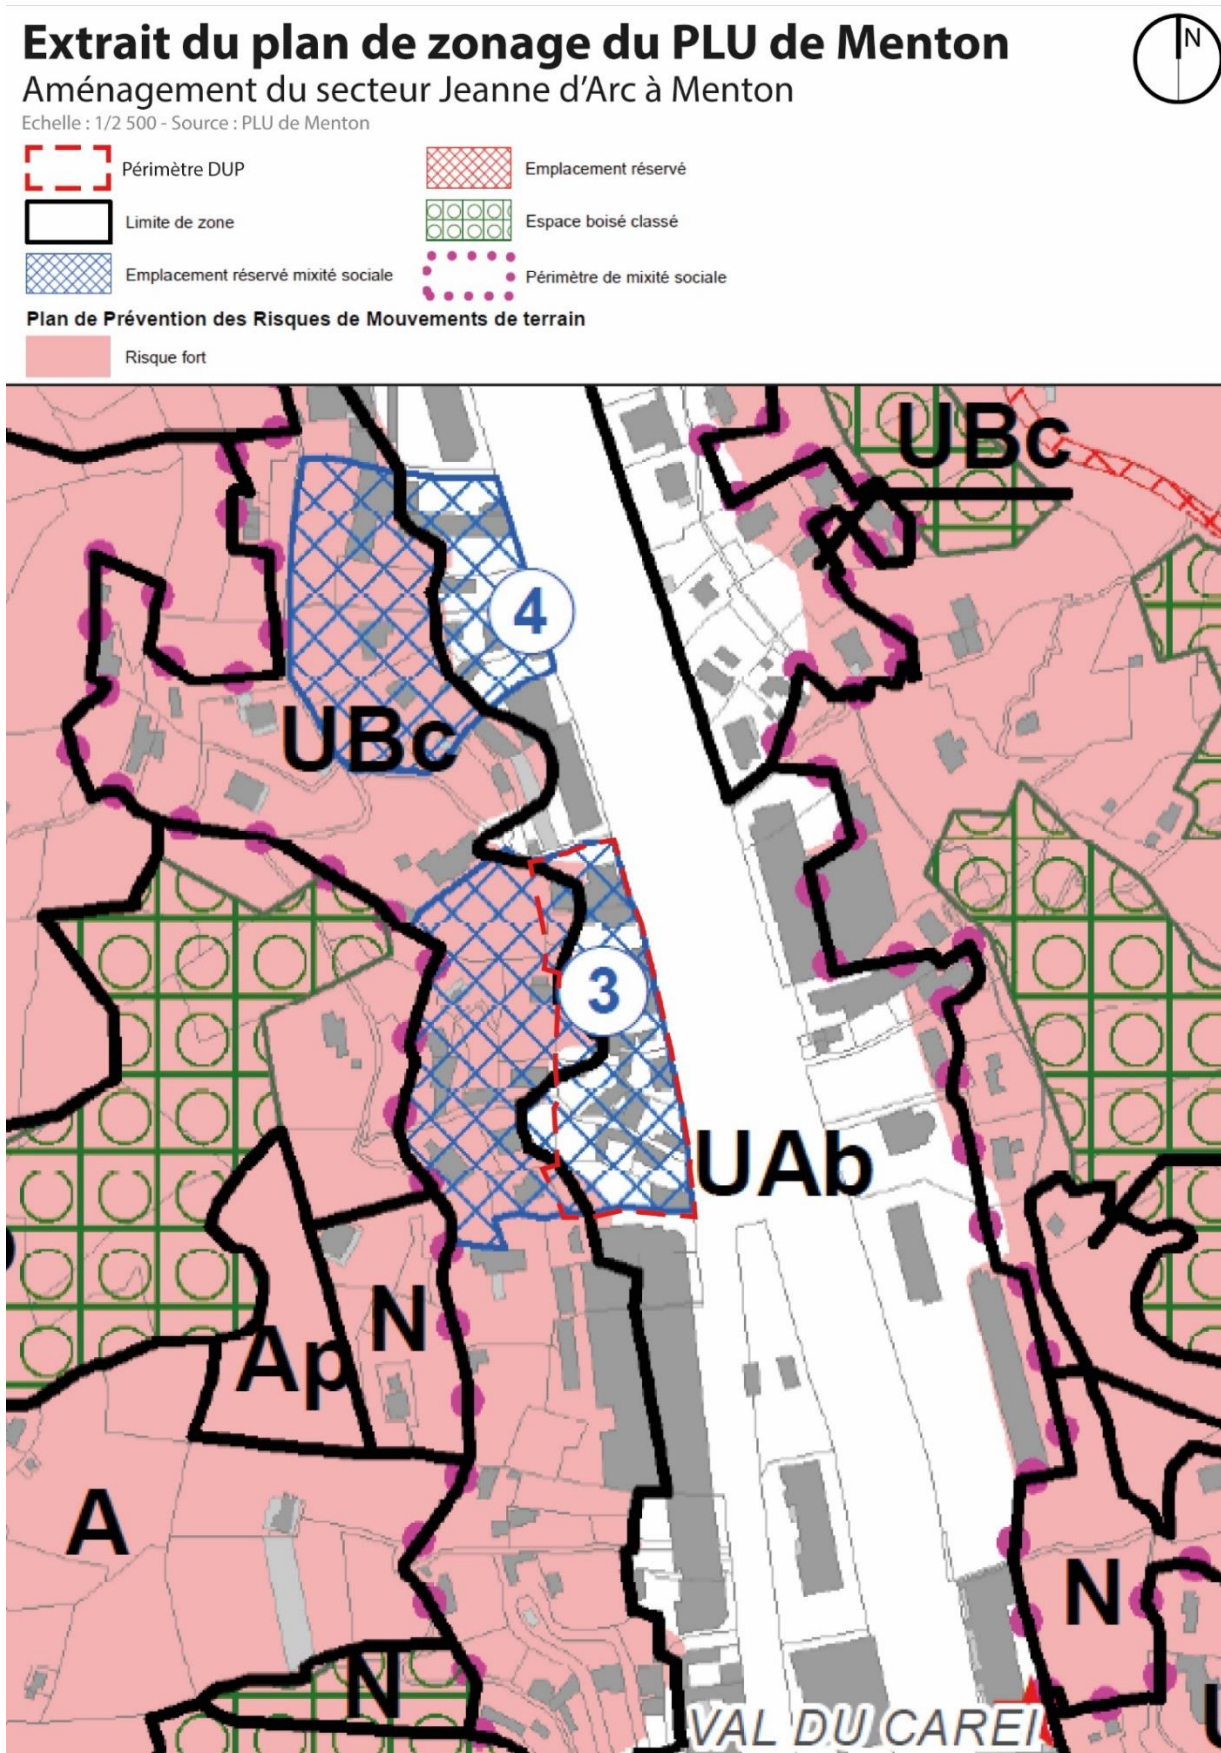 Extrait du plan de zonage du PLU de Menton
N
Aménagement du secteur Jeanne d'Arc à Menton
Echelle : 1/2 500 - Source : PLU de Menton
Périmètre DUP
Emplacement réservé
Limite de zone
Espace boisé classé
Emplacement réservé mixité sociale
Périmètre de mixité sociale
Plan de Prévention des Risques de Mouvements de terrain
Risque fort
UBc
4
UBc
3
UAb
N
Ap
A
N
N
VAL DU CAREI